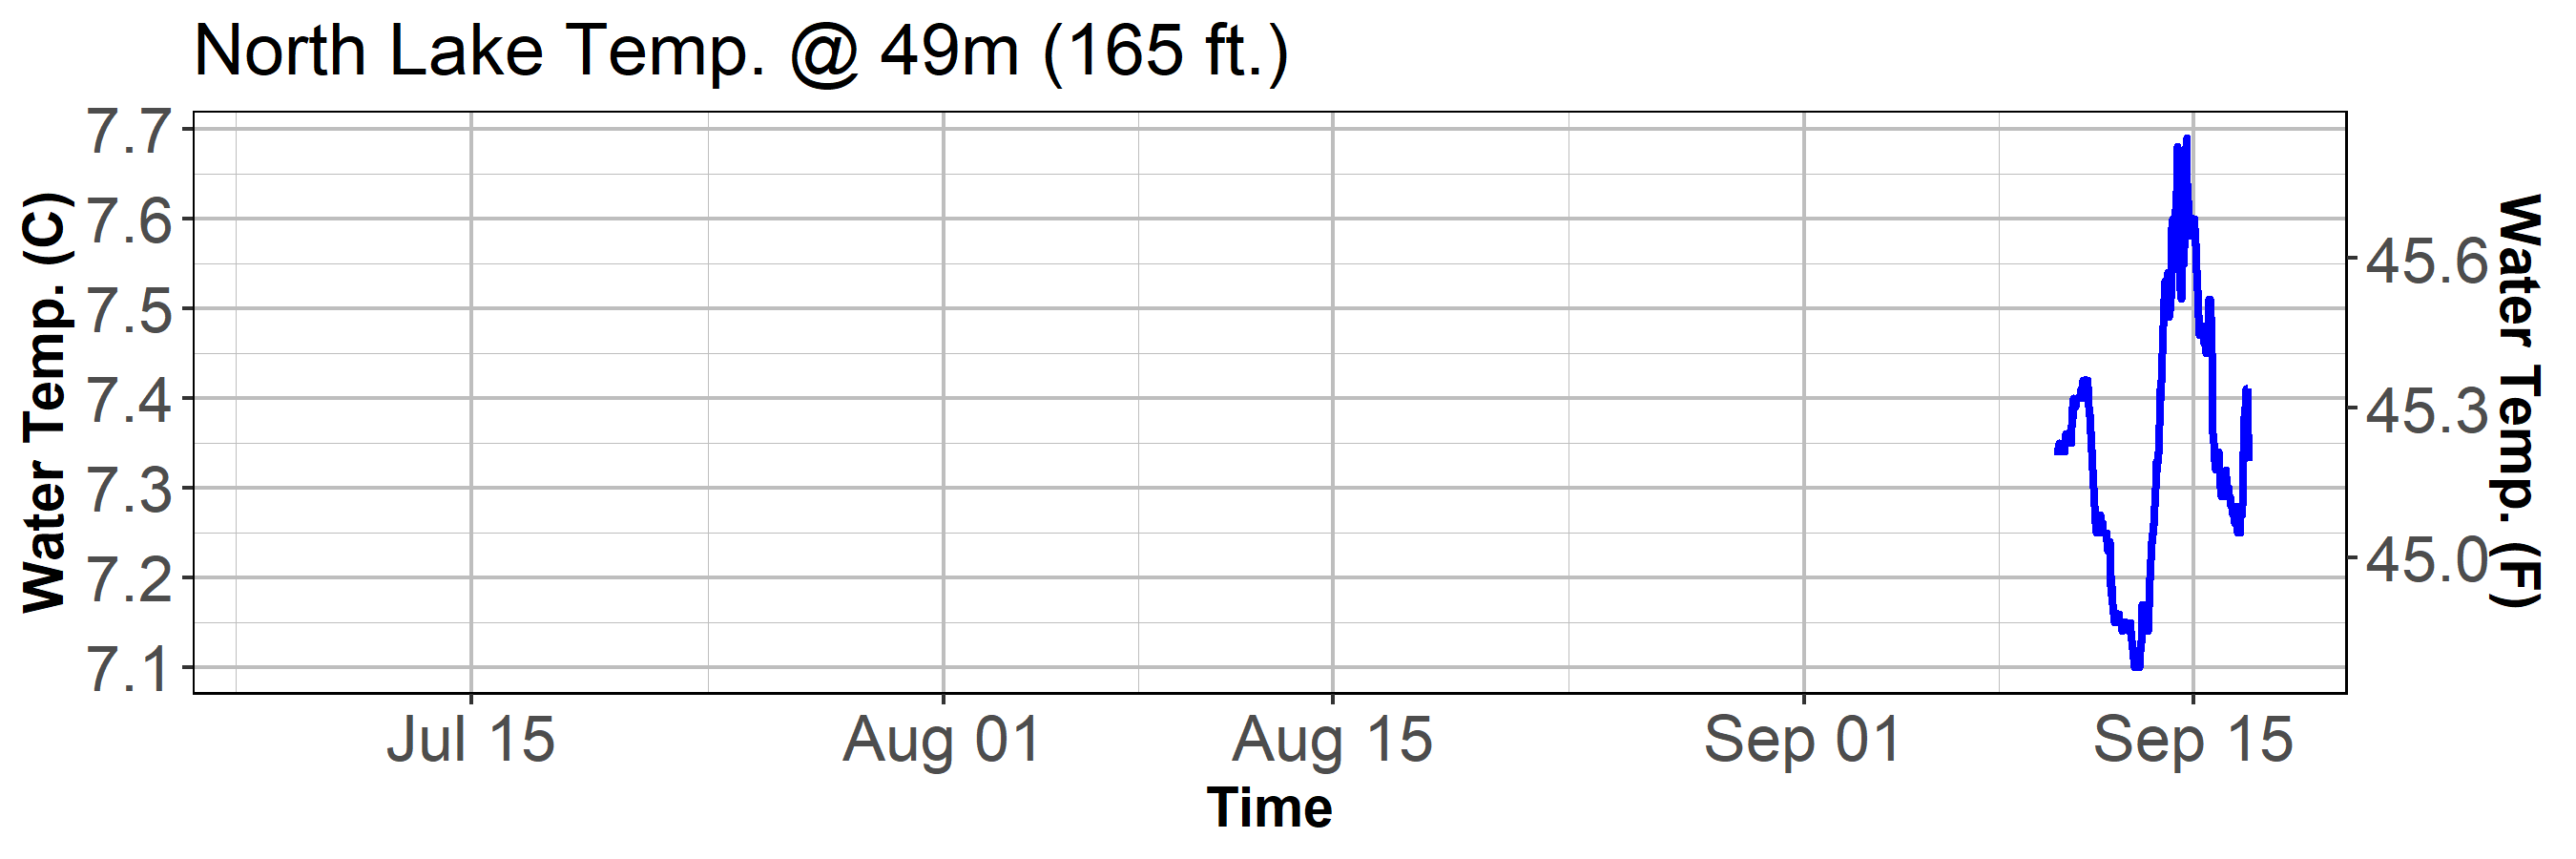 North Lake Temp. @ 49m (165 ft.)
Water Temp. (C)
7.7
7.6
7.5
7.4
7.3
7.2
7.1
45.6
45.3
45.0
Water Temp. (F)
Jul 15 Aug 01 Aug 15 Sep 01 Sep 15
Time